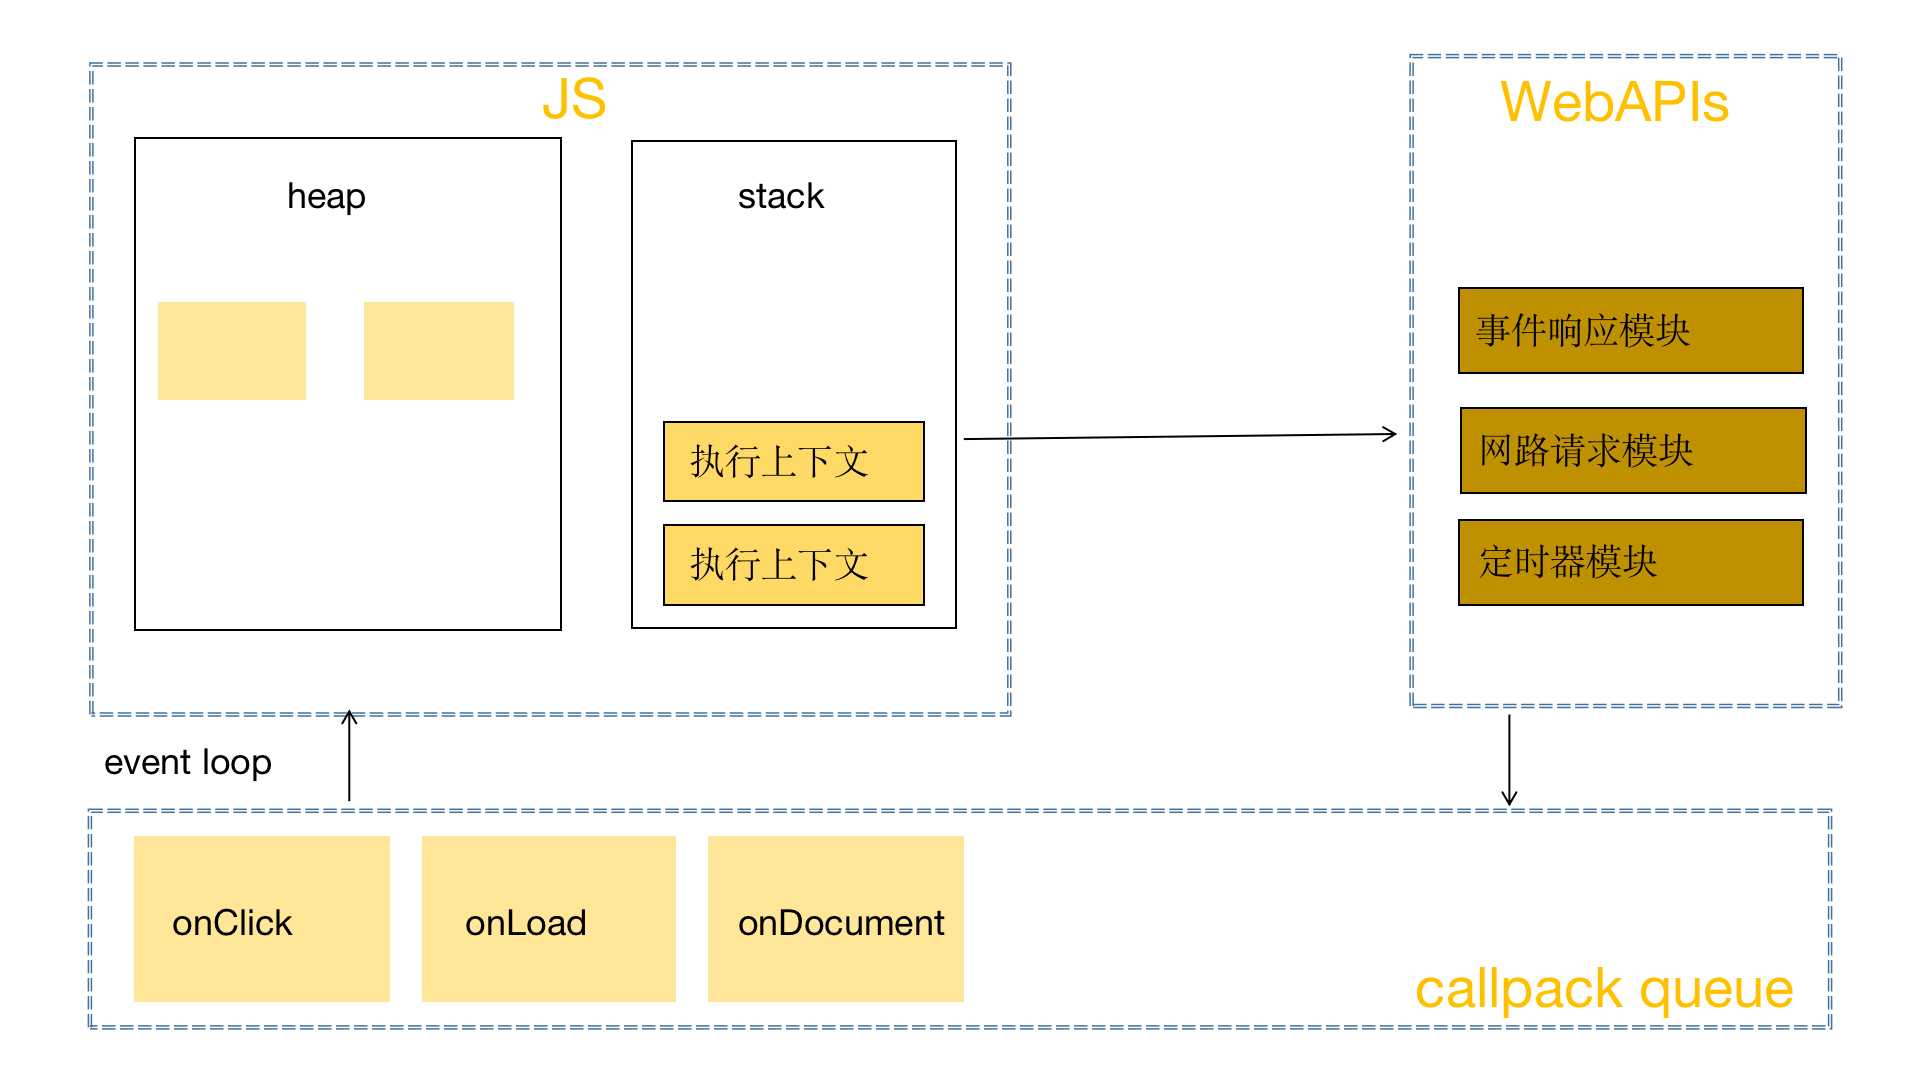 JS
heap
stack
执行上下文
执行上下文
WebAPIs
事件响应模块
网路请求模块
定时器模块
event loop
onClick
onLoad
onDocument
callpack queue